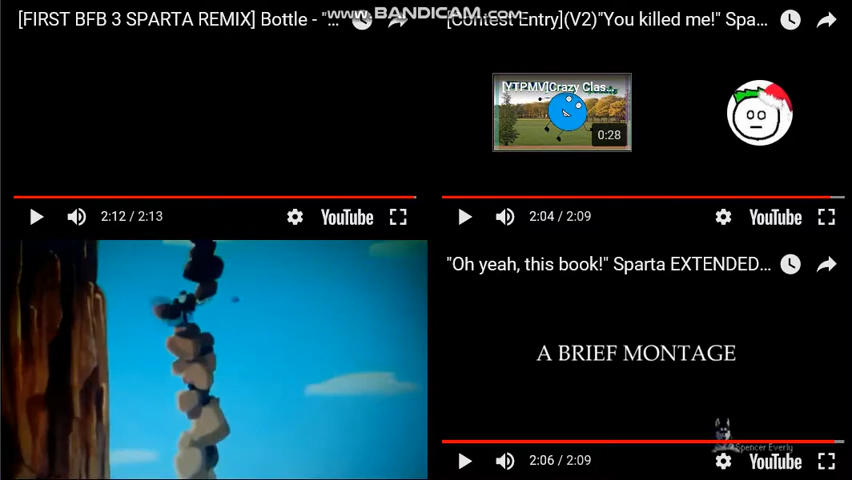 [FIRST BFB 3 SPARTA REMIX] Bottle - "...
www.BANDICAM.com
[Contest Entry](V2)"You killed me!" Spa...
[YTPMV]Crazy Clas...
0:28
2:12 / 2:13
YouTube
2:04 / 2:09
YouTube
"Oh yeah, this book!" Sparta EXTENDED...
A BRIEF MONTAGE
Spencer Everly
2:06 / 2:09
YouTube